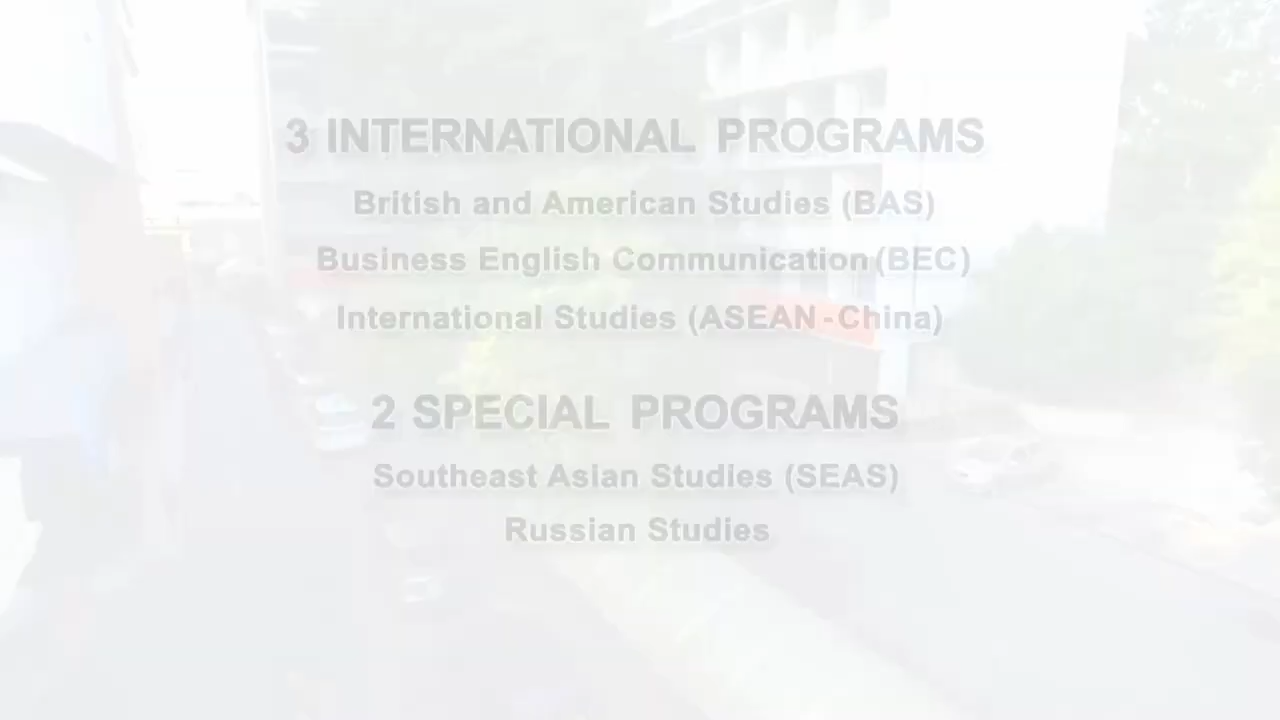 3 INTERNATIONAL PROGRAMS
British and American Studies (BAS)
Business English Communication (BEC)
International Studies (ASEAN - China)
2 SPECIAL PROGRAMS
Southeast Asian Studies (SEAS)
Russian Studies